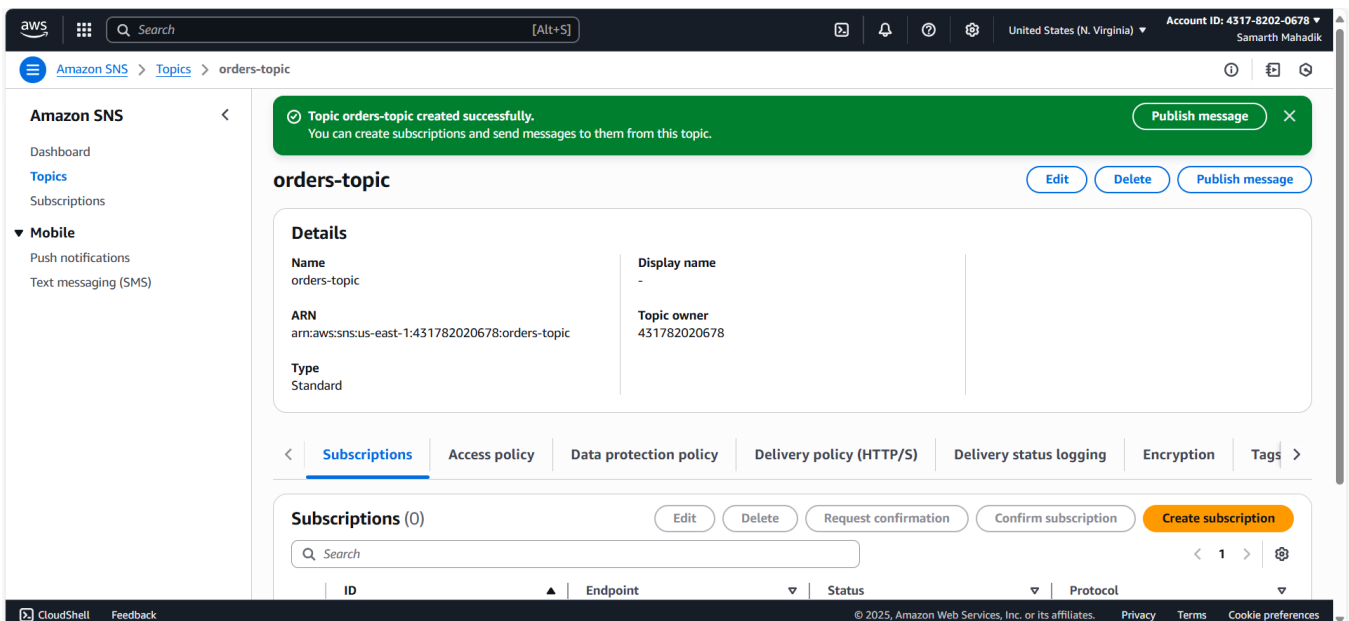 aws
Search [Alt+S]
United States (N. Virginia)
Account ID: 4317-8202-0678
Samarth Mahadik
Amazon SNS > Topics > orders-topic
Amazon SNS
Dashboard
Topics
Subscriptions
Mobile
Push notifications
Text messaging (SMS)
Topic orders-topic created successfully.
You can create subscriptions and send messages to them from this topic.
Publish message
orders-topic
Edit Delete Publish message
Details
Name
orders-topic
ARN
arn:aws:sns:us-east-1:431782020678:orders-topic
Type
Standard
Display name
-
Topic owner
431782020678
Subscriptions Access policy Data protection policy Delivery policy (HTTP/S) Delivery status logging Encryption Tags
Subscriptions (0)
Edit Delete Request confirmation Confirm subscription Create subscription
Search
1
ID Endpoint Status Protocol
CloudShell Feedback © 2025, Amazon Web Services, Inc. or its affiliates. Privacy Terms Cookie preferences